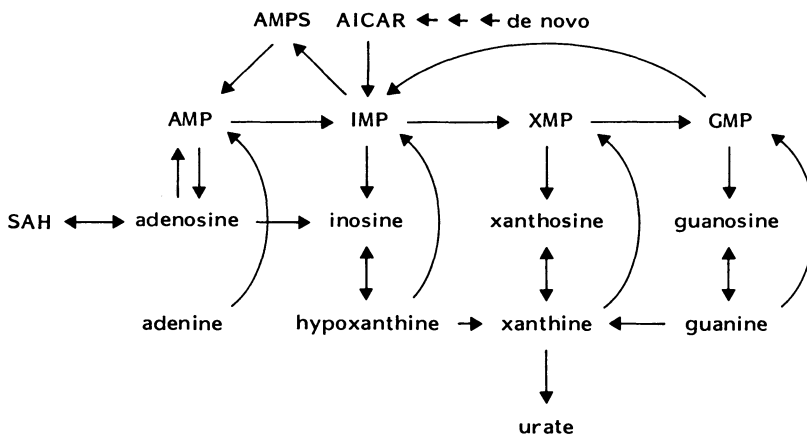 AMPS AICAR de novo
AMP IMP XMP GMP
SAH adenosine inosine xanthosine guanosine
adenine hypoxanthine xanthine guanine
urate